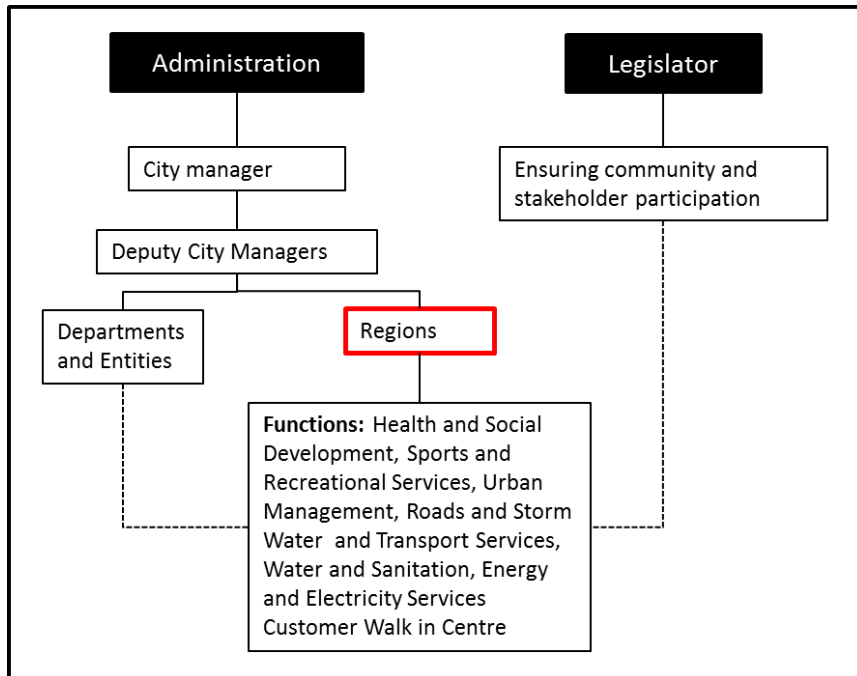 Administration
Legislator
City manager
Ensuring community and
stakeholder participation
Deputy City Managers
Departments
and Entities
Regions
Functions: Health and Social
Development, Sports and
Recreational Services, Urban
Management, Roads and Storm
Water and Transport Services,
Water and Sanitation, Energy
and Electricity Services
Customer Walk in Centre